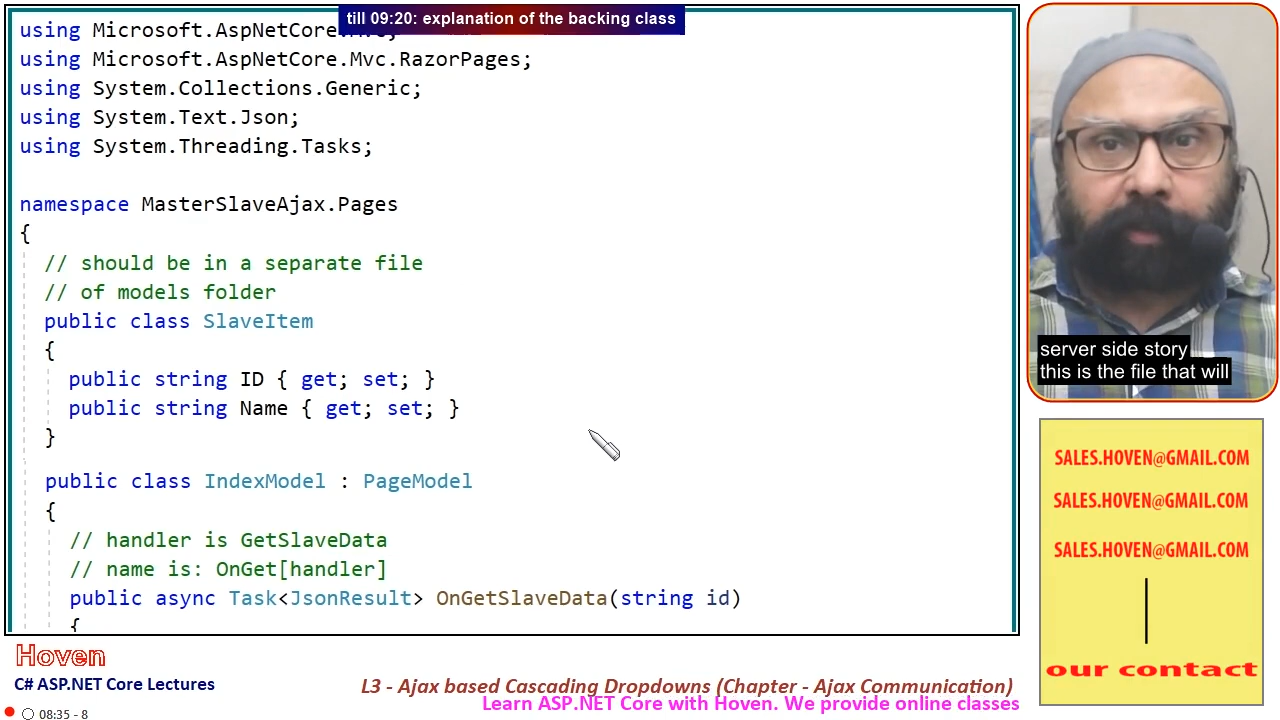 till 09:20: explanation of the backing class
using Microsoft.AspNetCore.Mvc;
using Microsoft.AspNetCore.Mvc.RazorPages;
using System.Collections.Generic;
using System.Text.Json;
using System.Threading.Tasks;
namespace MasterSlaveAjax.Pages
{
// should be in a separate file
// of models folder
public class SlaveItem
{
public string ID { get; set; }
public string Name { get; set; }
}
public class IndexModel : PageModel
{
// handler is GetSlaveData
// name is: OnGet[handler]
public async Task<JsonResult> OnGetSlaveData(string id)
{
server side story
this is the file that will
SALES.HOVEN@GMAIL.COM
SALES.HOVEN@GMAIL.COM
SALES.HOVEN@GMAIL.COM
our contact
Hoven
C# ASP.NET Core Lectures
L3 - Ajax based Cascading Dropdowns (Chapter - Ajax Communication)
Learn ASP.NET Core with Hoven. We provide online classes
08:35 - 8